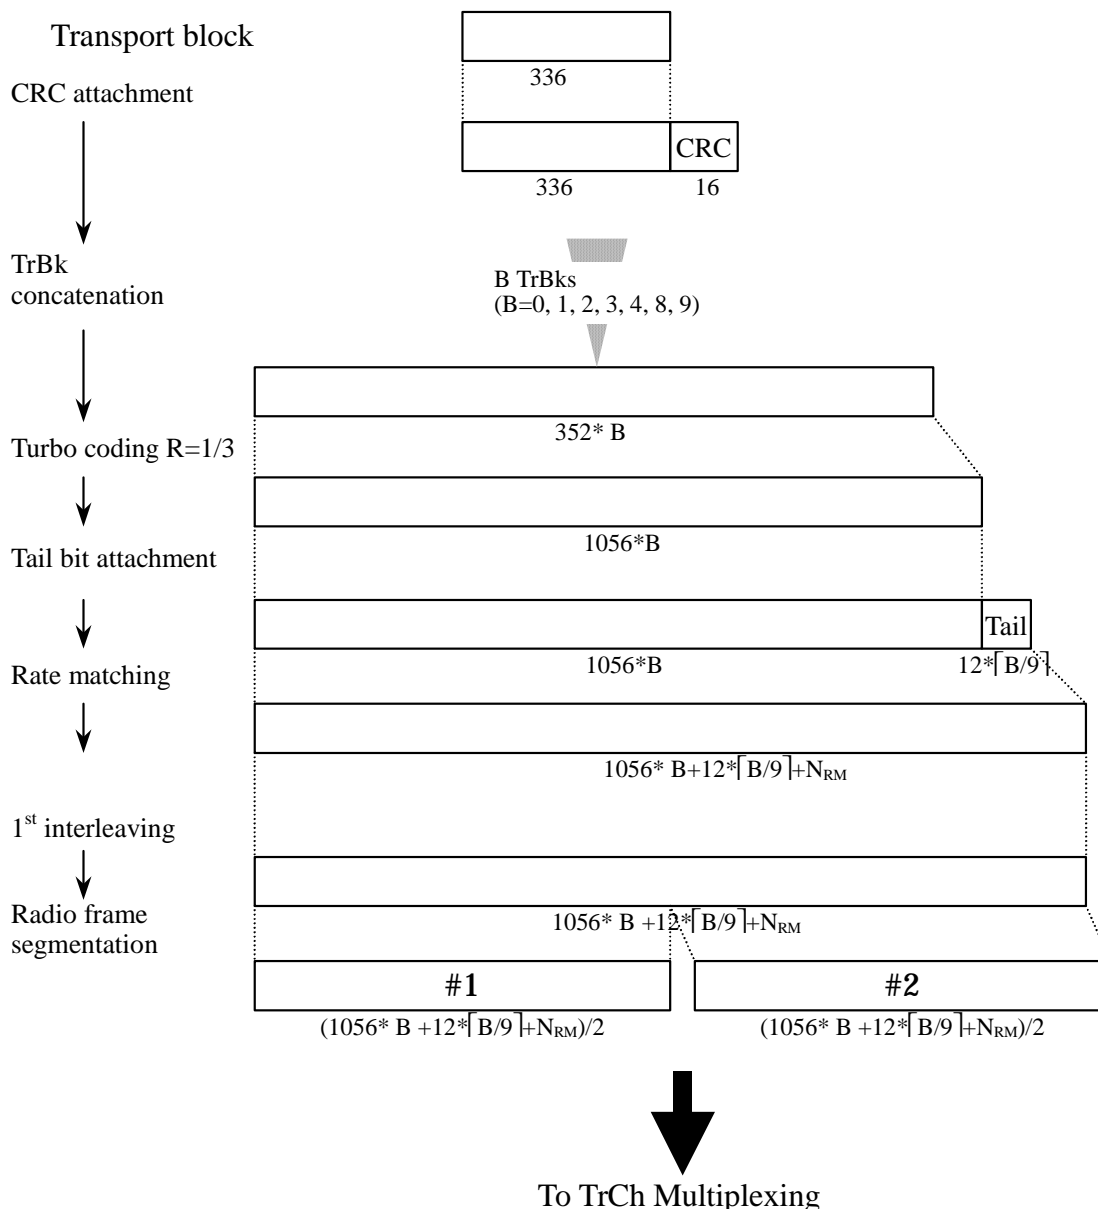 Transport block
336
CRC attachment
CRC
336 16
TrBk
concatenation
B TrBks
(B=0, 1, 2, 3, 4, 8, 9)
352* B
Turbo coding R=1/3
1056*B
Tail bit attachment
Tail
1056*B 12*⌈B/9⌉
Rate matching
1056* B+12*⌈B/9⌉+N_RM
1st interleaving
Radio frame
segmentation
1056* B +12*⌈B/9⌉+N_RM
#1 #2
(1056* B +12*⌈B/9⌉+N_RM)/2 (1056* B +12*⌈B/9⌉+N_RM)/2
To TrCh Multiplexing